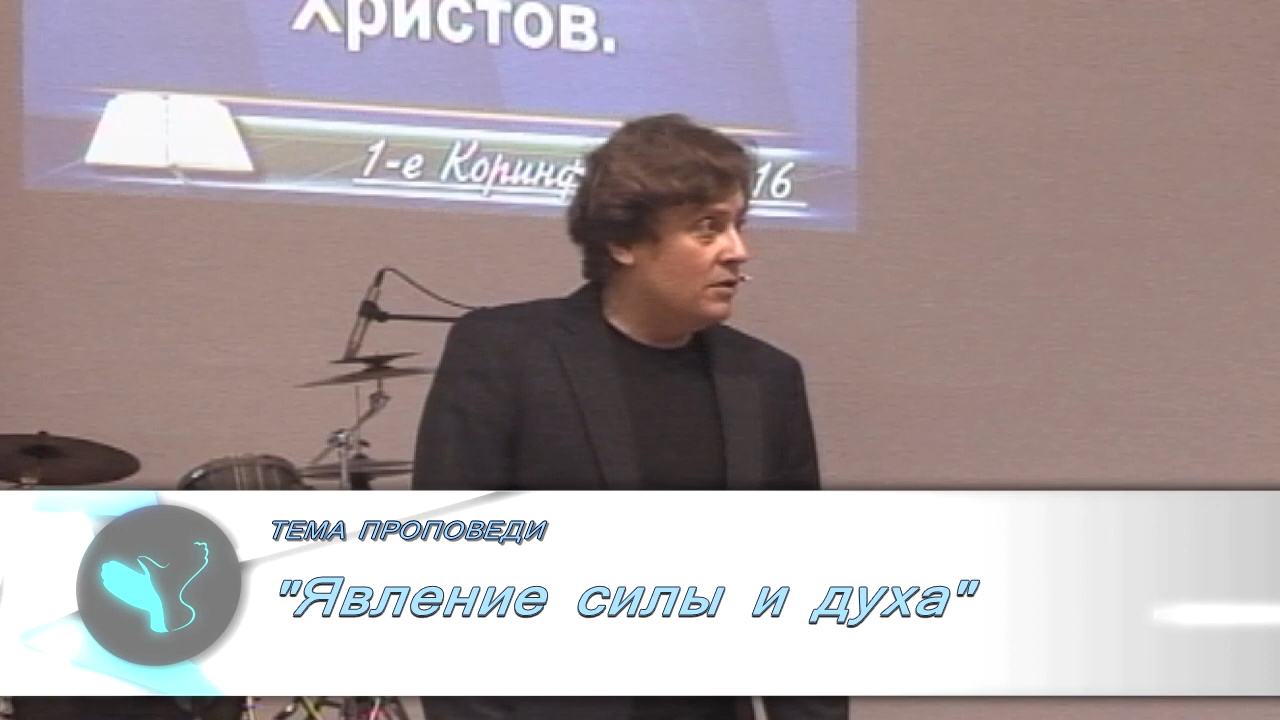 Христов.
1-е Коринф 16
ТЕМА ПРОПОВЕДИ
"Явление силы и духа"